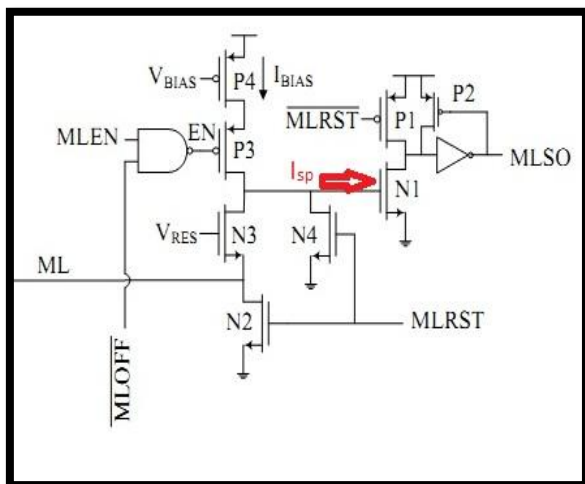 V_BIAS
P4
I_BIAS
MLEN
EN
P3
MLRST
P1
P2
MLSO
I_sp
N1
V_RES
N3
N4
ML
N2
MLRST
MLOFF